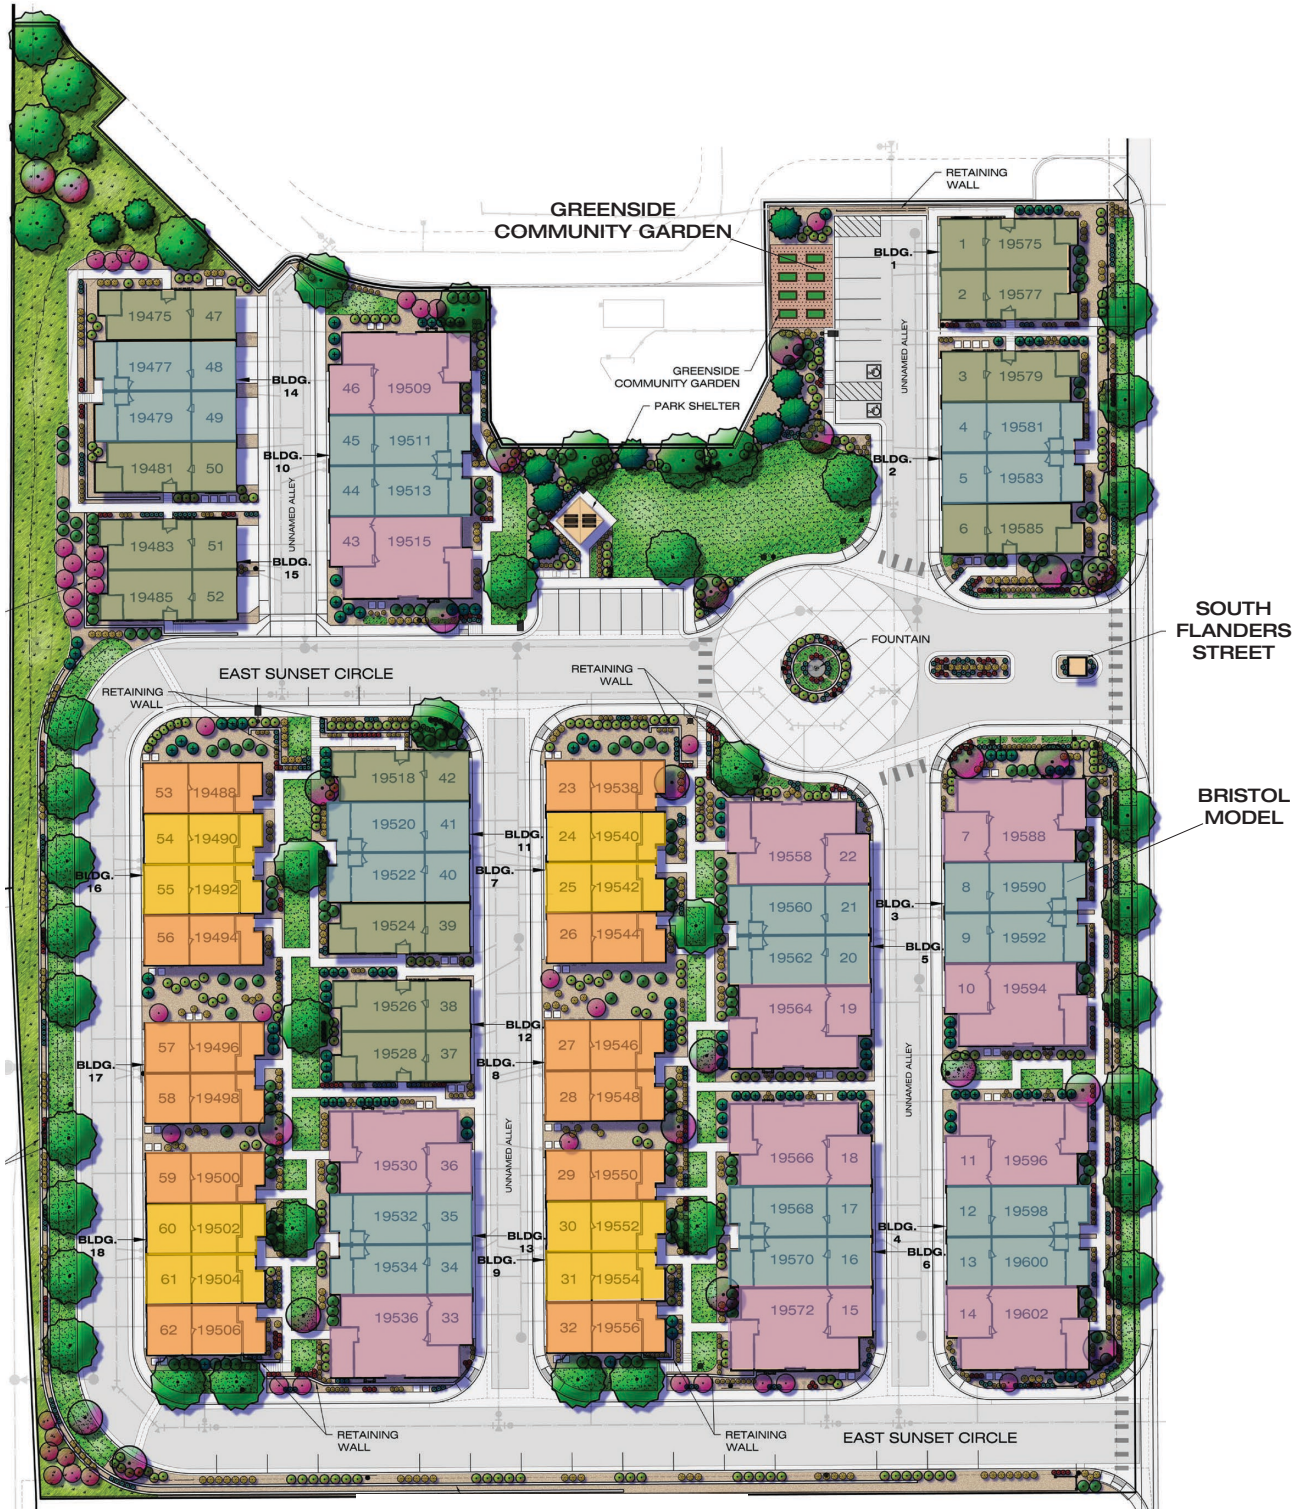 RETAINING
WALL
GREENSIDE
COMMUNITY GARDEN
BLDG.
1
1 19575
2 19577
UNNAMED ALLEY
GREENSIDE
COMMUNITY GARDEN
PARK SHELTER
3 19579
4 19581
5 19583
6 19585
BLDG.
2
19475 47
19477 48
19479 49
19481 50
BLDG.
14
19483 51
19485 52
BLDG.
15
UNNAMED ALLEY
46 19509
45 19511
44 19513
43 19515
BLDG.
10
FOUNTAIN
SOUTH
FLANDERS
STREET
EAST SUNSET CIRCLE
RETAINING
WALL
RETAINING
WALL
BRISTOL
MODEL
53 19488
54 19490
55 19492
56 19494
BLDG.
16
19518 42
19520 41
19522 40
19524 39
BLDG.
11
23 19538
24 19540
25 19542
26 19544
BLDG.
7
19558 22
19560 21
19562 20
19564 19
BLDG.
5
7 19588
8 19590
9 19592
10 19594
BLDG.
3
57 19496
58 19498
BLDG.
17
19526 38
19528 37
BLDG.
12
27 19546
28 19548
BLDG.
8
UNNAMED ALLEY
UNNAMED ALLEY
59 19500
60 19502
61 19504
62 19506
BLDG.
18
19530 36
19532 35
19534 34
19536 33
BLDG.
13
29 19550
30 19552
31 19554
32 19556
BLDG.
9
19566 18
19568 17
19570 16
19572 15
BLDG.
6
11 19596
12 19598
13 19600
14 19602
BLDG.
4
RETAINING
WALL
RETAINING
WALL
EAST SUNSET CIRCLE